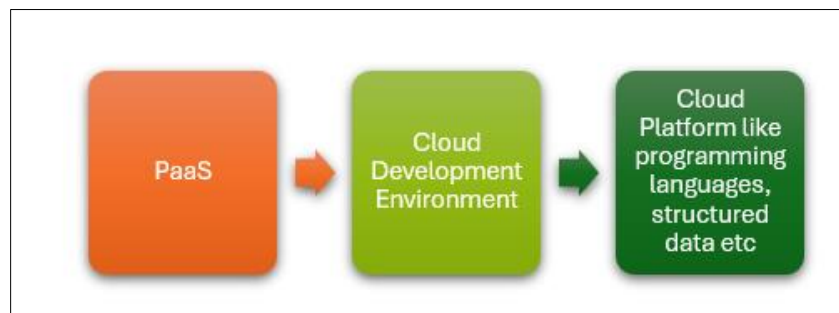 PaaS
Cloud
Development
Environment
Cloud
Platform like
programming
languages,
structured
data etc